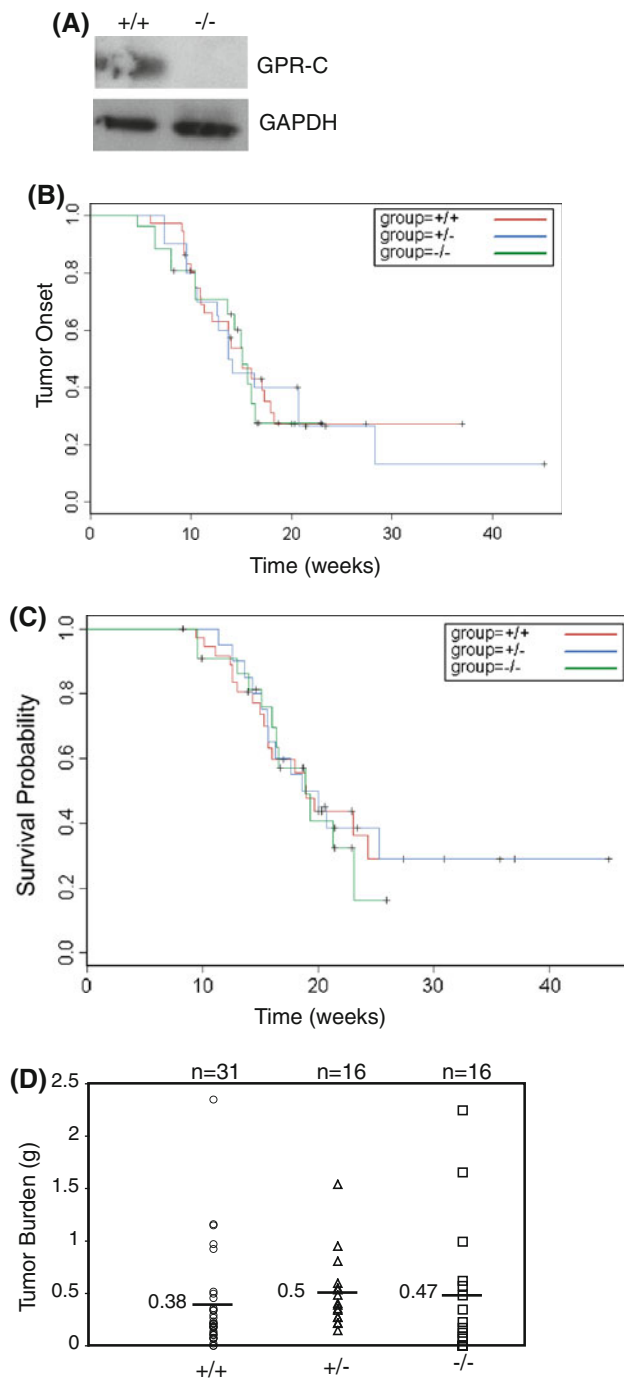 (A) +/+ -/-
GPR-C
GAPDH
(B)
group=+/+
group=+/-
group=-/-
Tumor Onset
1.0
0.8
0.6
0.4
0.2
0.0
0 10 20 30 40
Time (weeks)
(C)
group=+/+
group=+/-
group=-/-
Survival Probability
1.0
0.8
0.6
0.4
0.2
0.0
0 10 20 30 40
Time (weeks)
(D) n=31 n=16 n=16
Tumor Burden (g)
2.5
2
1.5
1
0.5
0
0.38 0.5 0.47
+/+ +/- -/-